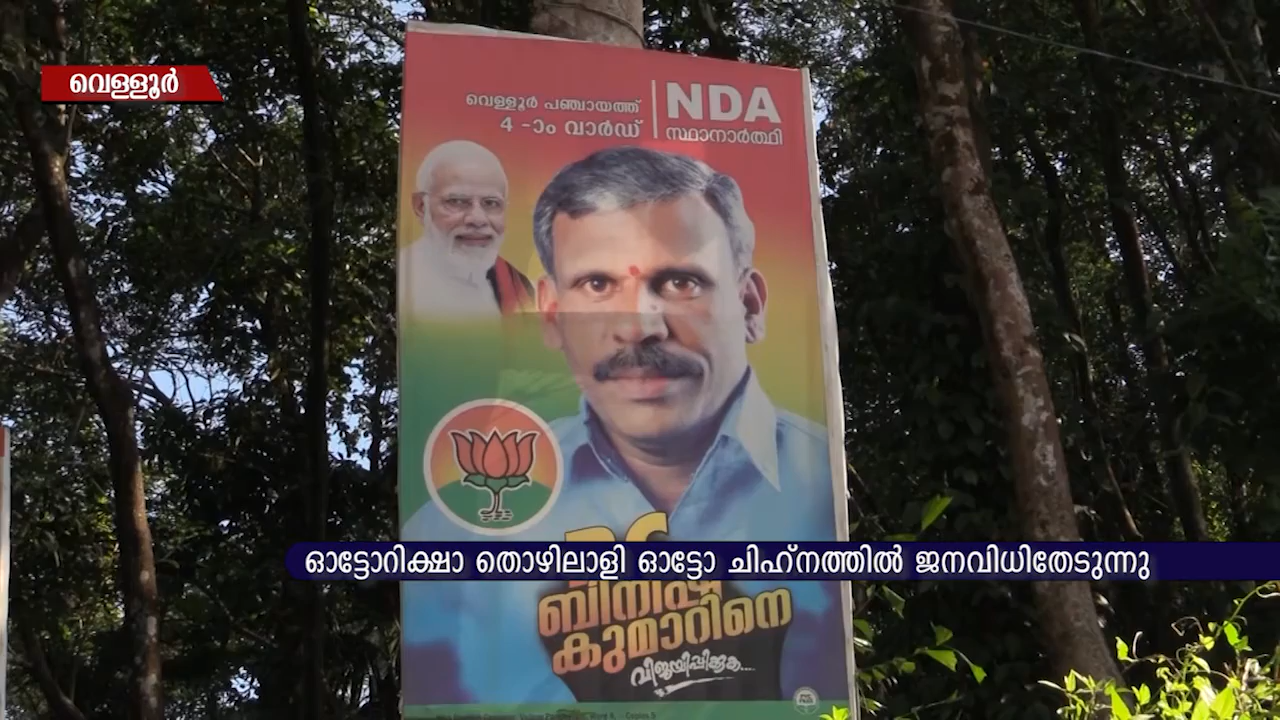 വെള്ളൂർ
വെള്ളൂർ പഞ്ചായത്ത്
4 -ാം വാർഡ്
NDA
സ്ഥാനാർത്ഥി
ഓട്ടോറിക്ഷാ തൊഴിലാളി ഓട്ടോ ചിഹ്നത്തിൽ ജനവിധിതേടുന്നു
ബിനീഷ്
കുമാറിനെ
വിജയിപ്പിക്കുക....